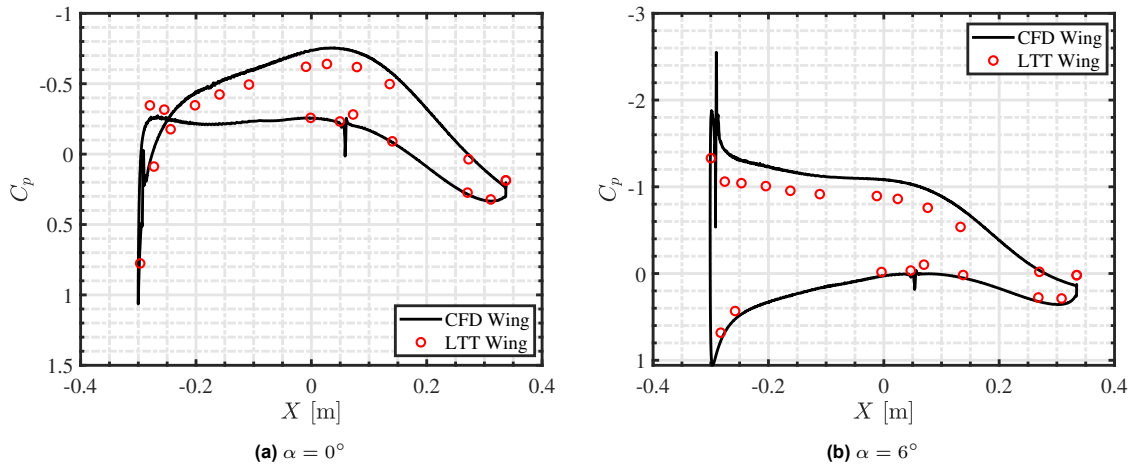 -1
-0.5
0
0.5
1
1.5
C_p
-0.4
-0.2
0
0.2
0.4
X [m]
CFD Wing
LTT Wing
(a) α = 0°
-3
-2
-1
0
1
C_p
-0.4
-0.2
0
0.2
0.4
X [m]
CFD Wing
LTT Wing
(b) α = 6°